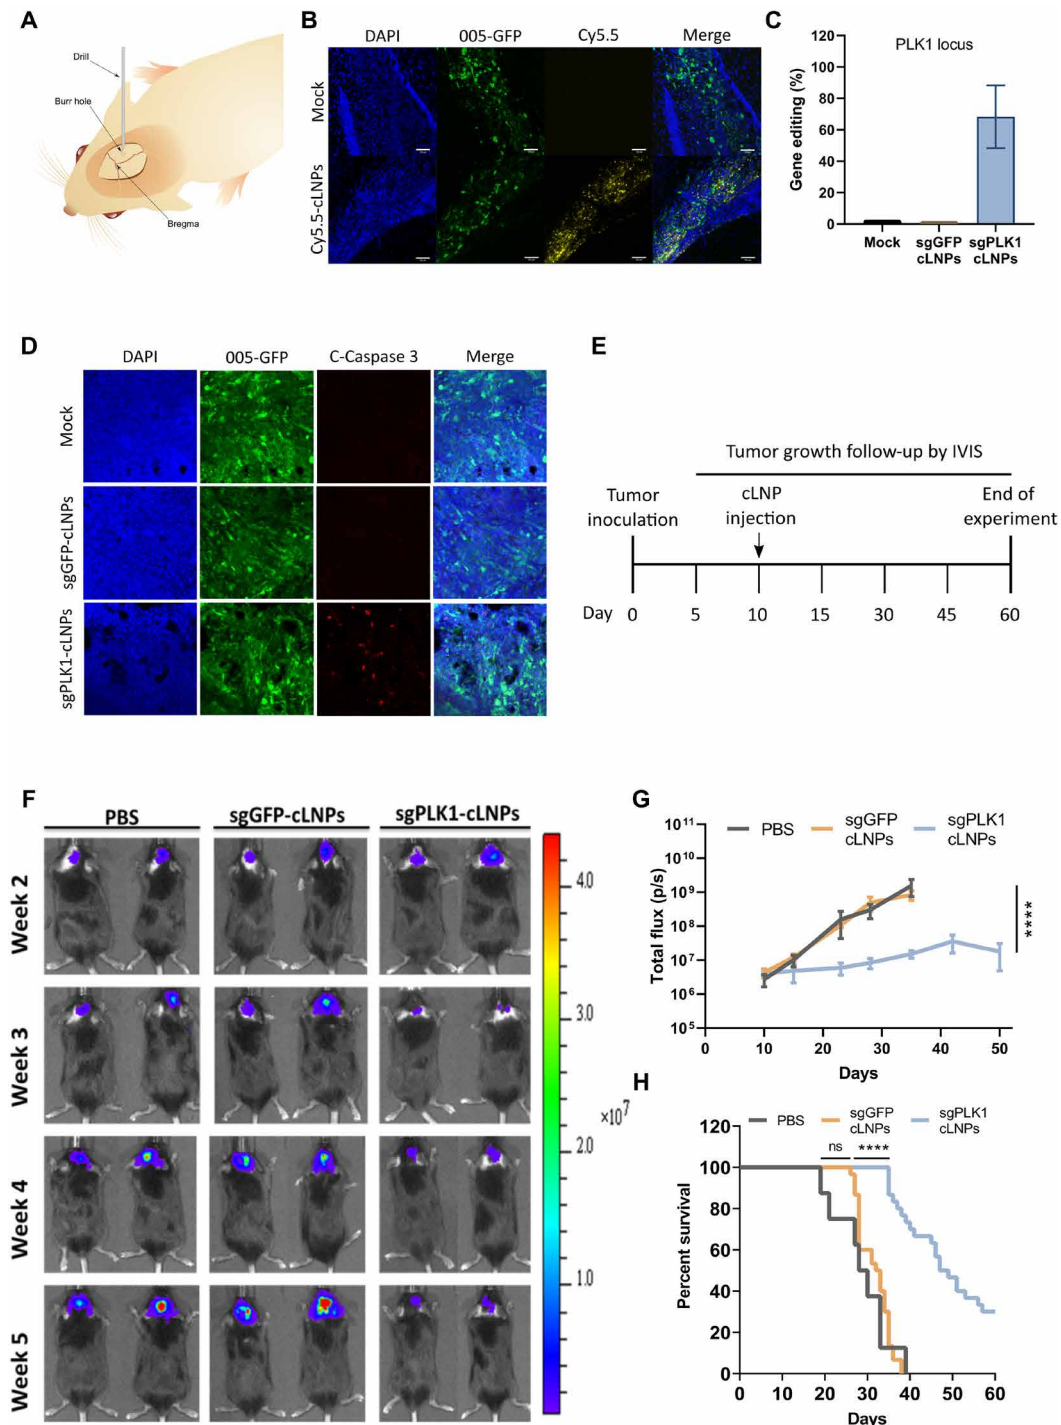 A
Drill
Burr hole
Bregma
B
DAPI 005-GFP Cy5.5 Merge
Mock
Cy5.5-cLNPs
C
PLK1 locus
Gene editing (%)
120
100
80
60
40
20
0
Mock sgGFP cLNPs sgPLK1 cLNPs
D
DAPI 005-GFP C-Caspase 3 Merge
Mock
sgGFP-cLNPs
sgPLK1-cLNPs
E
Tumor growth follow-up by IVIS
Tumor inoculation
cLNP injection
End of experiment
Day 0 5 10 15 30 45 60
F
PBS sgGFP-cLNPs sgPLK1-cLNPs
Week 2
Week 3
Week 4
Week 5
4.0
3.0
×10⁷
2.0
1.0
G
PBS sgGFP cLNPs sgPLK1 cLNPs
Total flux (p/s)
10¹¹
10¹⁰
10⁹
10⁸
10⁷
10⁶
10⁵
****
0 10 20 30 40 50
Days
H
PBS sgGFP cLNPs sgPLK1 cLNPs
ns ****
Percent survival
120
100
80
60
40
20
0
0 10 20 30 40 50 60
Days